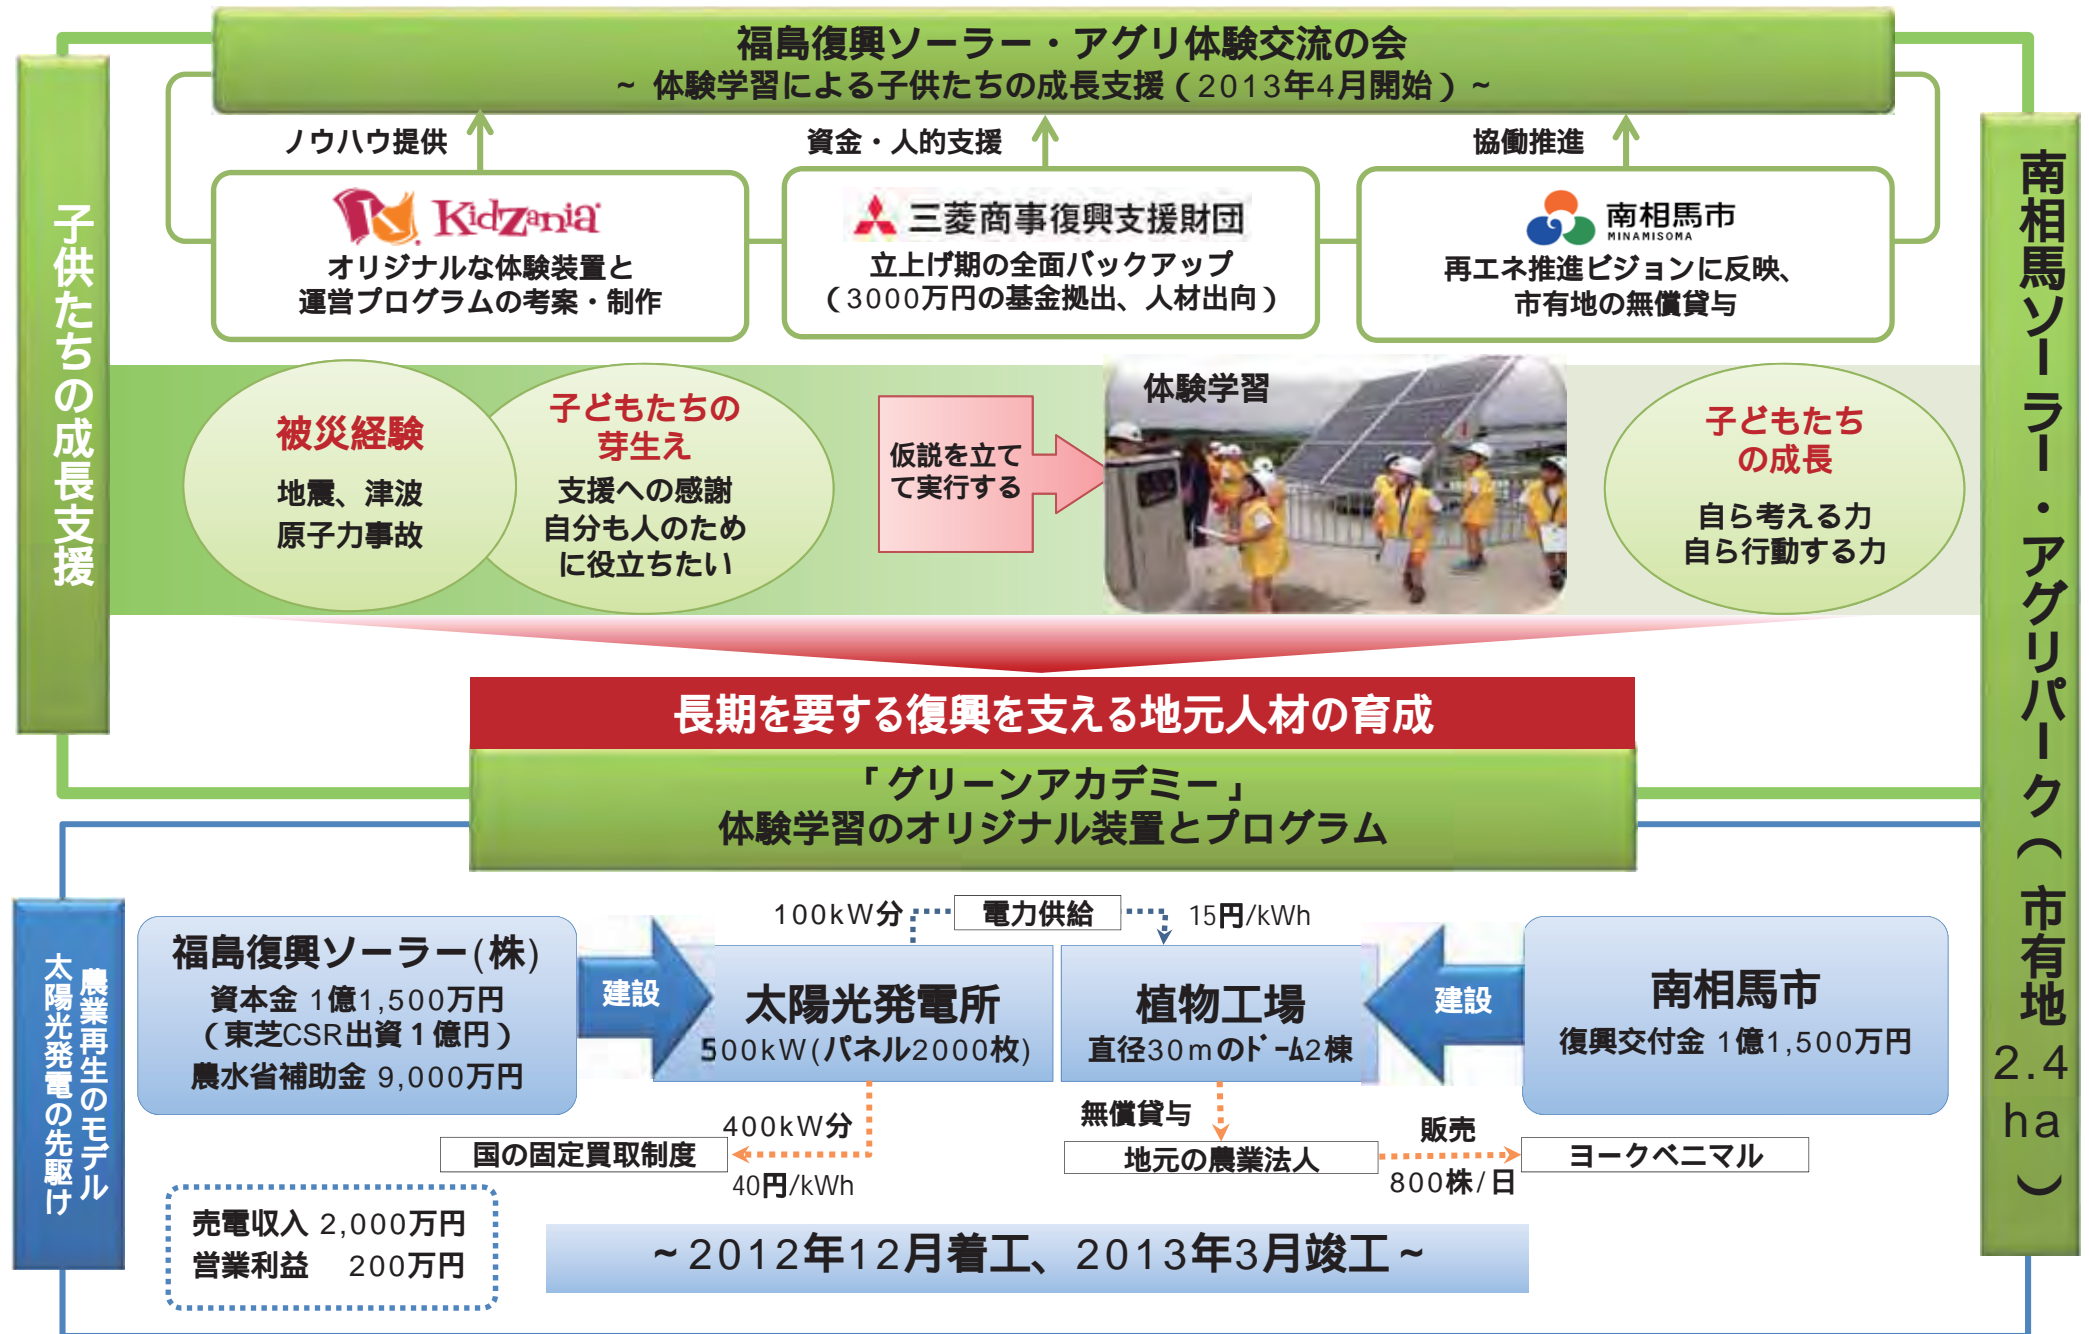 福島復興ソーラー・アグリ体験交流の会
~ 体験学習による子供たちの成長支援(2013年4月開始)~
ノウハウ提供
資金・人的支援
協働推進
KidZania
オリジナルな体験装置と
運営プログラムの考案・制作
三菱商事復興支援財団
立上げ期の全面バックアップ
(3000万円の基金拠出、人材出向)
南相馬市
MINAMISOMA
再エネ推進ビジョンに反映、
市有地の無償貸与
子供たちの成長支援
被災経験
地震、津波
原子力事故
子どもたちの
芽生え
支援への感謝
自分も人のため
に役立ちたい
仮説を立て
て実行する
体験学習
子どもたち
の成長
自ら考える力
自ら行動する力
南相馬ソーラー・アグリパーク(市有地2.4ha)
長期を要する復興を支える地元人材の育成
「グリーンアカデミー」
体験学習のオリジナル装置とプログラム
農業再生のモデル
太陽光発電の先駆け
福島復興ソーラー(株)
資本金 1億1,500万円
(東芝CSR出資1億円)
農水省補助金 9,000万円
建設
100kW分
電力供給
15円/kWh
太陽光発電所
500kW(パネル2000枚)
植物工場
直径30mのドーム2棟
建設
南相馬市
復興交付金 1億1,500万円
400kW分
国の固定買取制度
40円/kWh
無償貸与
地元の農業法人
販売
800株/日
ヨークベニマル
売電収入 2,000万円
営業利益 200万円
~2012年12月着工、2013年3月竣工~